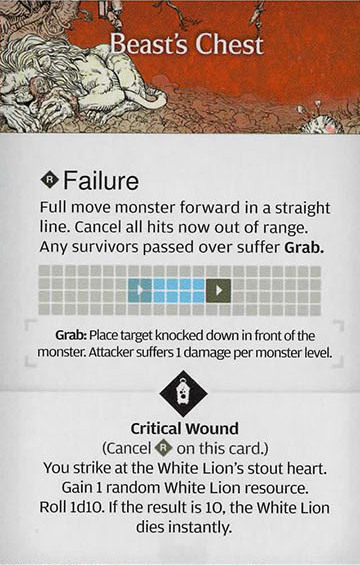 Beast's Chest
R Failure
Full move monster forward in a straight
line. Cancel all hits now out of range.
Any survivors passed over suffer Grab.
Grab: Place target knocked down in front of the
monster. Attacker suffers 1 damage per monster level.
Critical Wound
(Cancel R on this card.)
You strike at the White Lion's stout heart.
Gain 1 random White Lion resource.
Roll 1d10. If the result is 10, the White Lion
dies instantly.